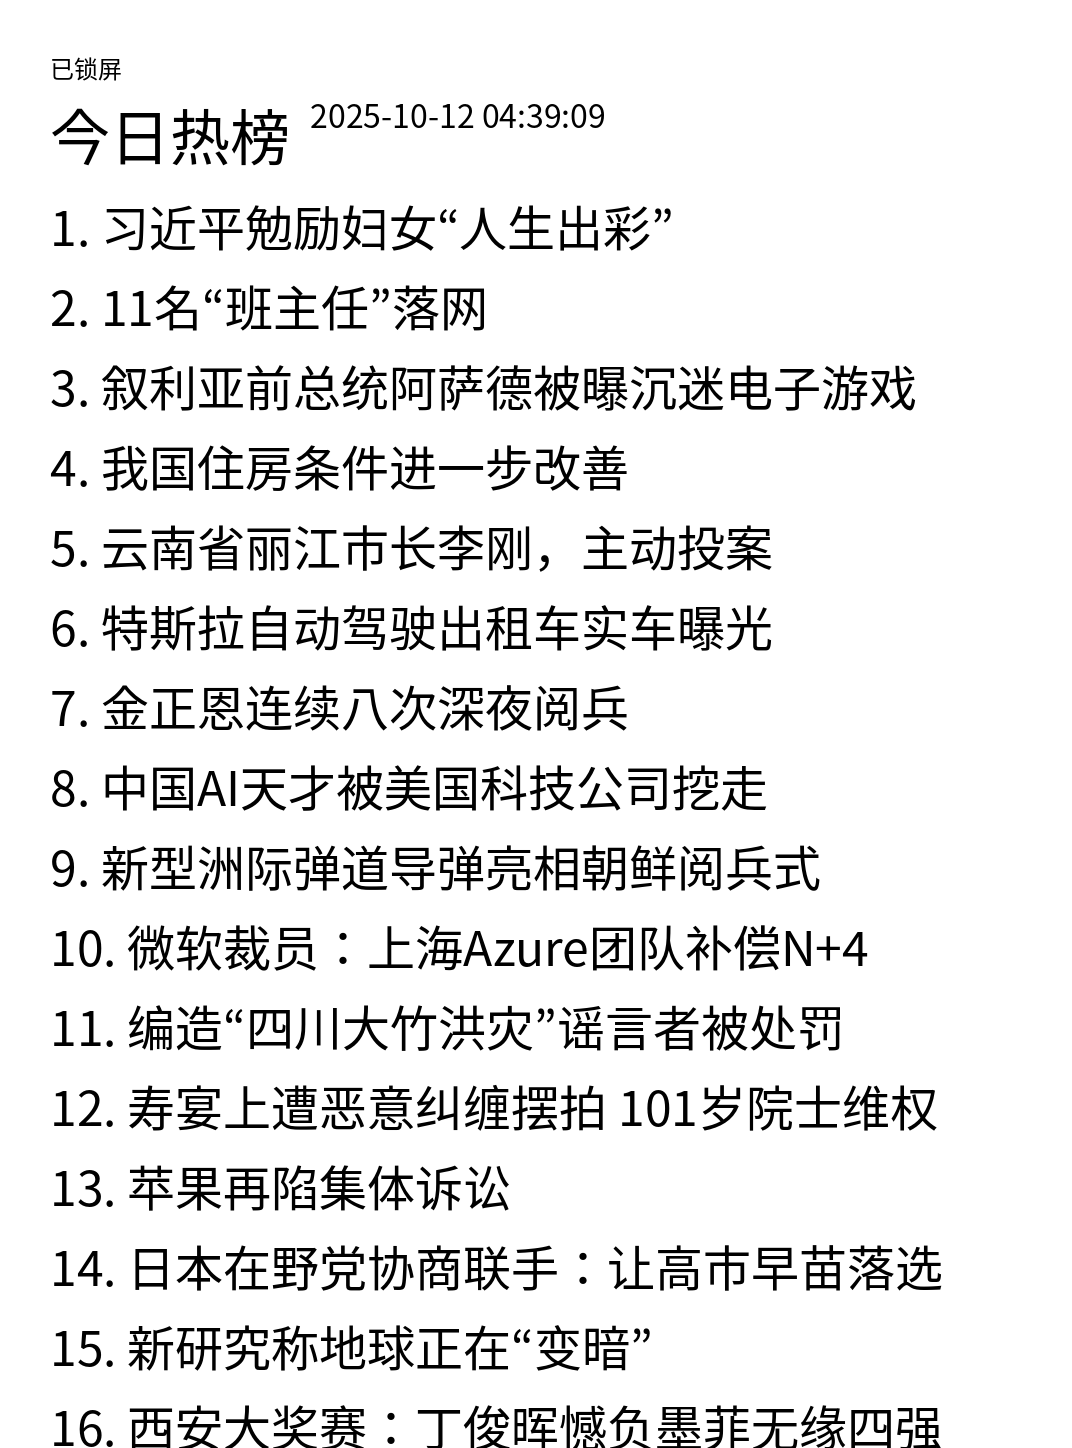 已锁屏
今日热榜 2025-10-12 04:39:09
1. 习近平勉励妇女“人生出彩”
2. 11名“班主任”落网
3. 叙利亚前总统阿萨德被曝沉迷电子游戏
4. 我国住房条件进一步改善
5. 云南省丽江市长李刚，主动投案
6. 特斯拉自动驾驶出租车实车曝光
7. 金正恩连续八次深夜阅兵
8. 中国AI天才被美国科技公司挖走
9. 新型洲际弹道导弹亮相朝鲜阅兵式
10. 微软裁员：上海Azure团队补偿N+4
11. 编造“四川大竹洪灾”谣言者被处罚
12. 寿宴上遭恶意纠缠摆拍 101岁院士维权
13. 苹果再陷集体诉讼
14. 日本在野党协商联手：让高市早苗落选
15. 新研究称地球正在“变暗”
16. 西安大奖赛：丁俊晖憾负墨菲无缘四强